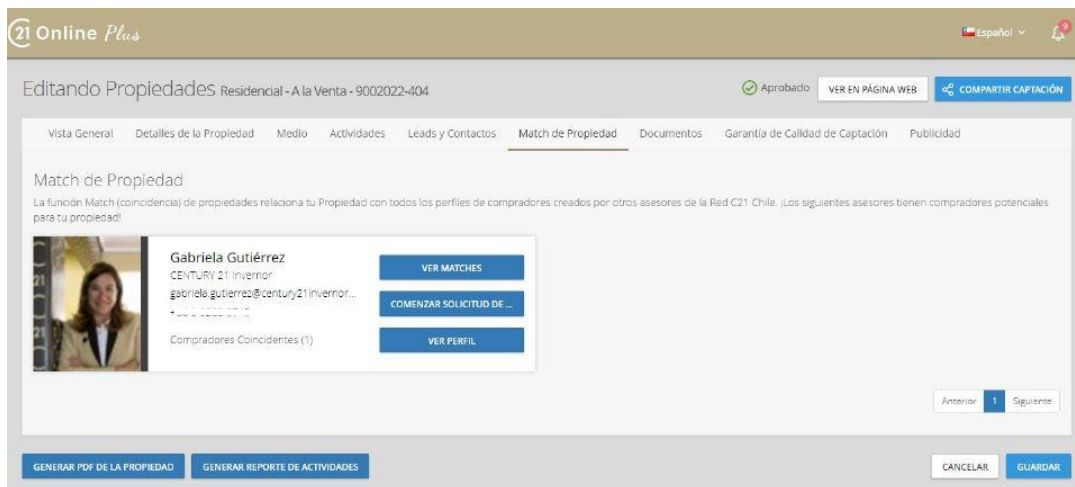 21 Online Plus
Español
9
Editando Propiedades Residencial - A la Venta - 9002022-404
Aprobado
VER EN PÁGINA WEB
COMPARTIR CAPTACIÓN
Vista General Detalles de la Propiedad Medio Actividades Leads y Contactos Match de Propiedad Documentos Garantía de Calidad de Captación Publicidad
Match de Propiedad
La función Match (coincidencia) de propiedades relaciona tu Propiedad con todos los perfiles de compradores creados por otros asesores de la Red C21 Chile. ¡Los siguientes asesores tienen compradores potenciales
para tu propiedad!
Gabriela Gutiérrez
CENTURY 21 Invernor
gabriela.gutierrez@century21invernor...
Compradores Coincidentes (1)
VER MATCHES
COMENZAR SOLICITUD DE ...
VER PERFIL
Anterior 1 Siguiente
GENERAR PDF DE LA PROPIEDAD
GENERAR REPORTE DE ACTIVIDADES
CANCELAR
GUARDAR